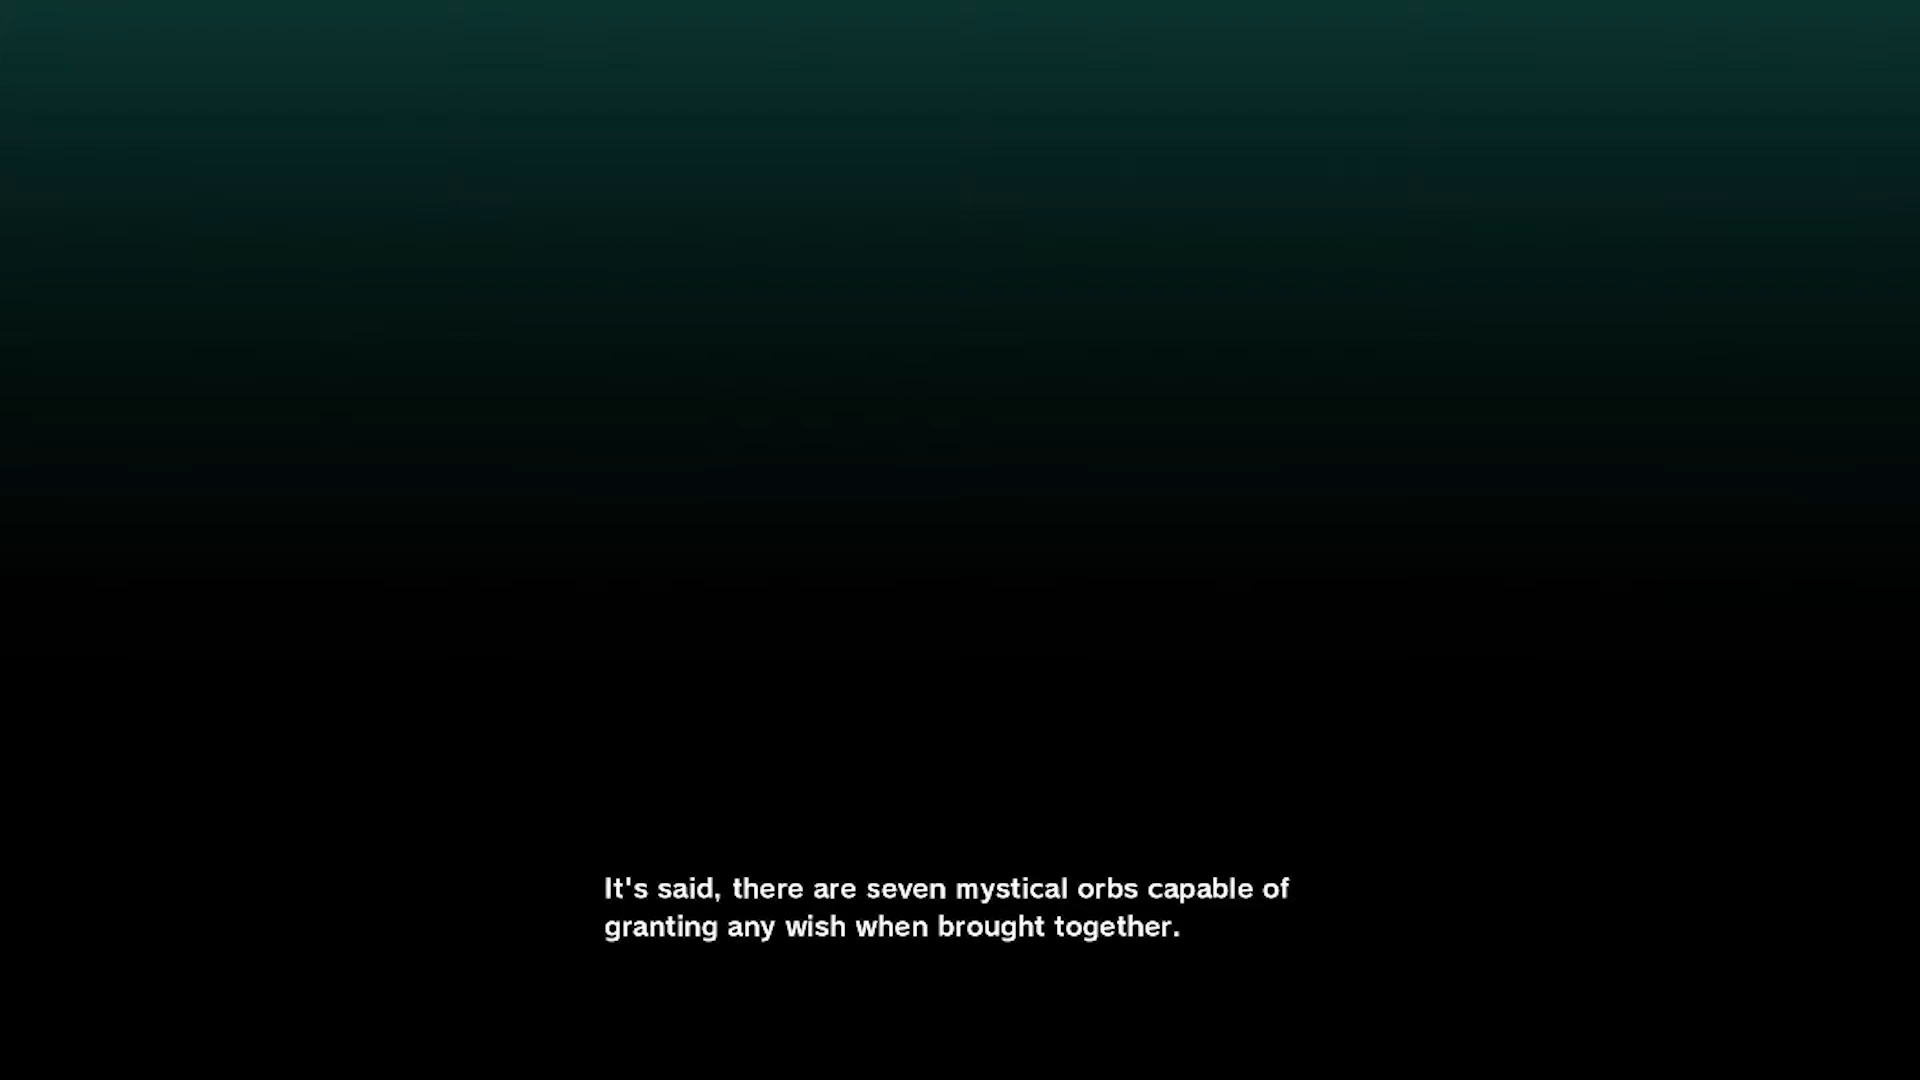 It's said, there are seven mystical orbs capable of
granting any wish when brought together.